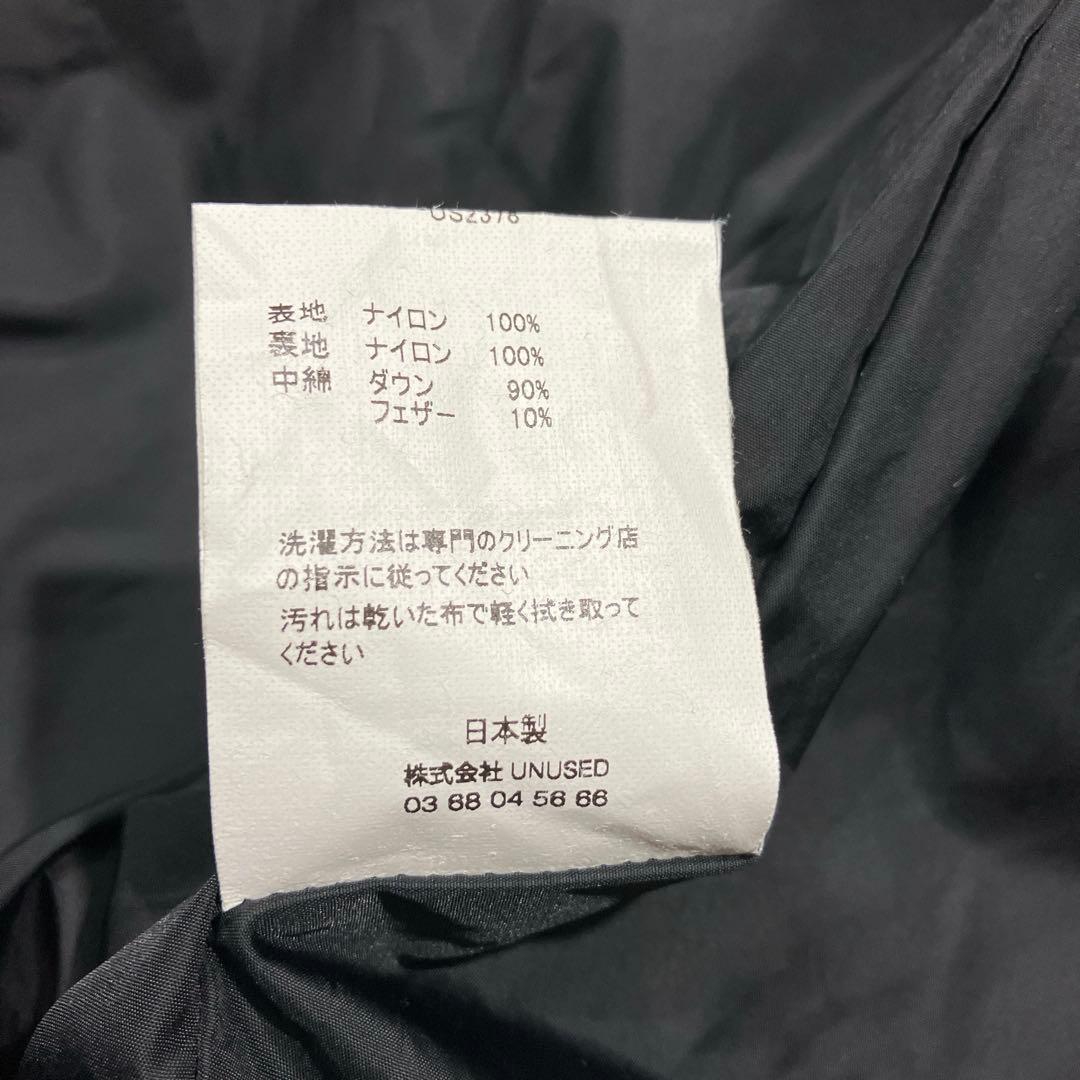 US2376
表地 ナイロン 100%
裏地 ナイロン 100%
中綿 ダウン 90%
フェザー 10%
洗濯方法は専門のクリーニング店
の指示に従ってください
汚れは乾いた布で軽く拭き取って
ください
日本製
株式会社 UNUSED
03 68 04 56 66